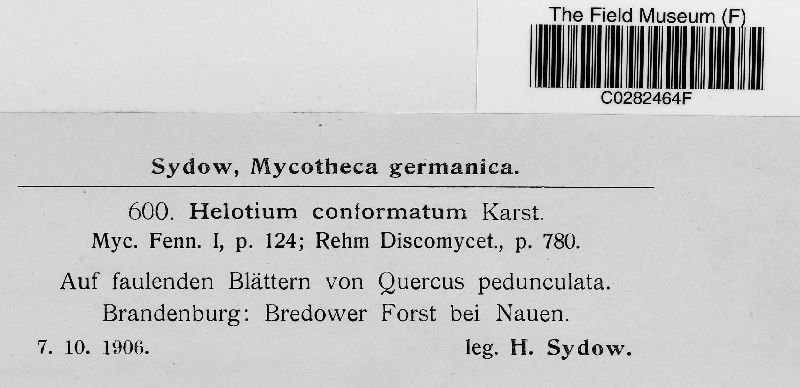 The Field Museum (F)
C0282464F
Sydow, Mycotheca germanica.
600. Helotium conformatum Karst.
Myc. Fenn. I, p. 124; Rehm Discomycet., p. 780.
Auf faulenden Blättern von Quercus pedunculata.
Brandenburg: Bredower Forst bei Nauen.
7. 10. 1906. leg. H. Sydow.